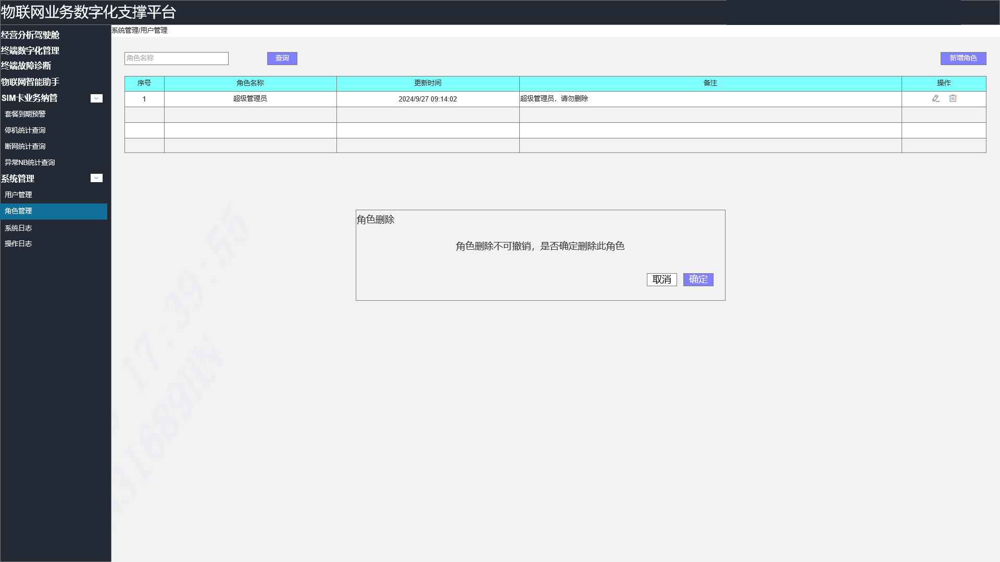 物联网业务数字化支撑平台
系统管理/用户管理
经营分析驾驶舱
终端数字化管理
终端故障诊断
物联网智能助手
SIM卡业务纳管
套餐到期预警
停机统计查询
断网统计查询
异常NB统计查询
系统管理
用户管理
角色管理
系统日志
操作日志
角色名称 查询 新增角色
序号 角色名称 更新时间 备注 操作
1 超级管理员 2024/9/27 09:14:02 超级管理员，请勿删除
角色删除
角色删除不可撤销，是否确定删除此角色
取消 确定
17:39:55
31689HN